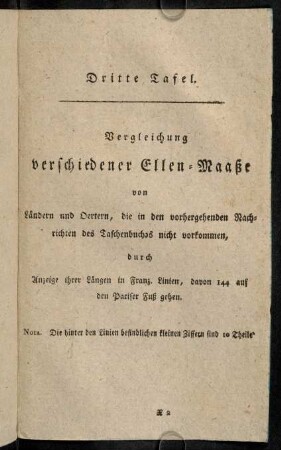 Dritte Tafel.
Vergleichung
verschiedener Ellen-Maaße
von
Ländern und Oertern, die in den vorhergehenden Nach-
richten des Taschenbuchs nicht vorkommen,
durch
Anzeige ihrer Längen in Franz. Linien, davon 144 auf
den Pariser Fuß gehen.
Nota. Die hinter den Linien befindlichen kleinen Ziffern sind 10 Theile